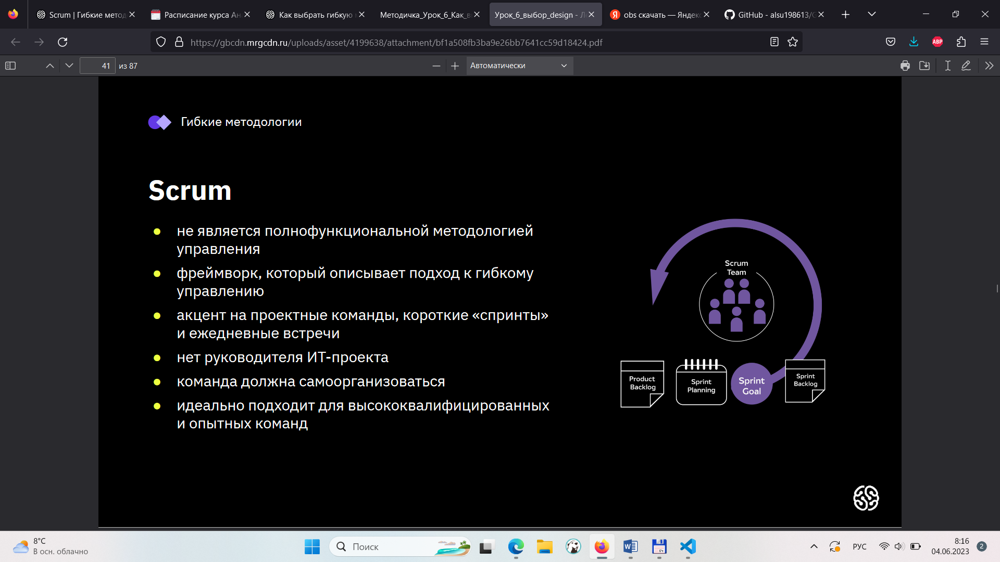 Scrum | Гибкие метод
Расписание курса Ан
Как выбрать гибкую
Методичка_Урок_6_Как_в
Урок_6_выбор_design - Л
obs скачать — Яндекс
GitHub - alsu198613/G
https://gbcdn.mrgcdn.ru/uploads/asset/4199638/attachment/bf1a508fb3ba9e26bb7641cc59d18424.pdf
ABP
41 из 87
Автоматически
Гибкие методологии
Scrum
не является полнофункциональной методологией
управления
фреймворк, который описывает подход к гибкому
управлению
акцент на проектные команды, короткие «спринты»
и ежедневные встречи
нет руководителя ИТ-проекта
команда должна самоорганизоваться
идеально подходит для высококвалифицированных
и опытных команд
Scrum
Team
Product
Backlog
Sprint
Planning
Sprint
Goal
Sprint
Backlog
8°C
В осн. облачно
Поиск
64
РУС
8:16
04.06.2023
2